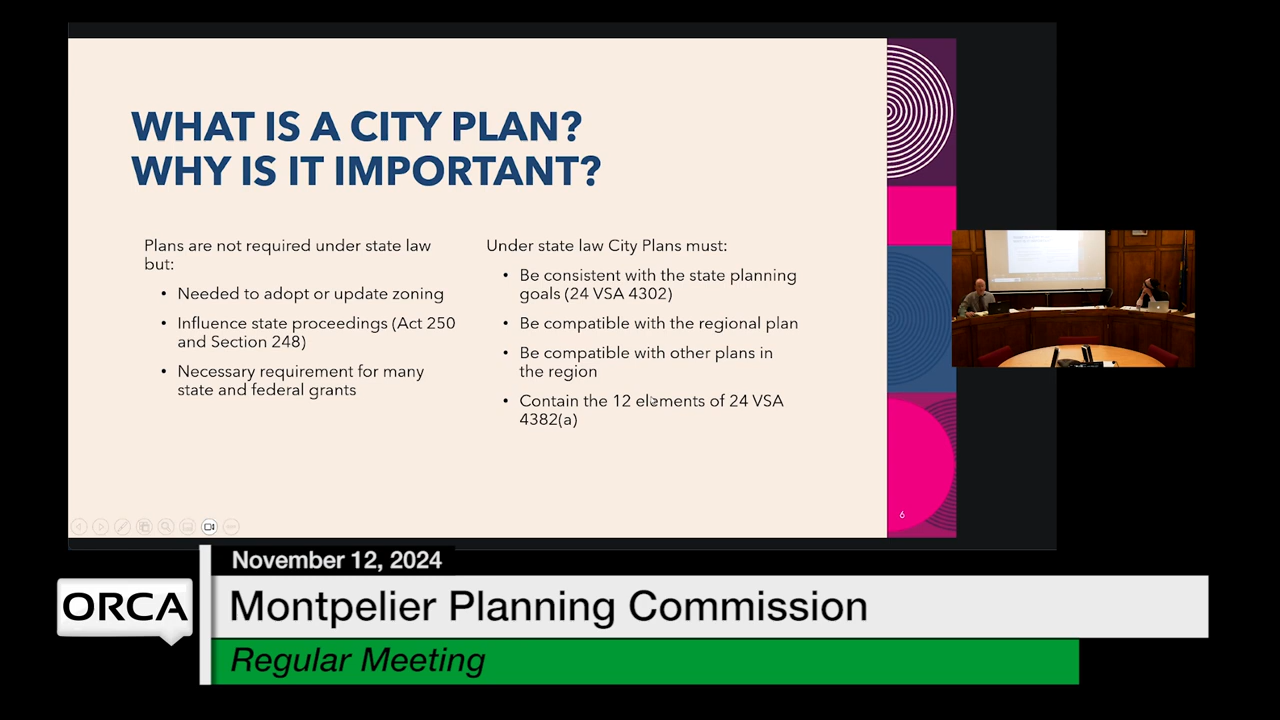 WHAT IS A CITY PLAN?
WHY IS IT IMPORTANT?
Plans are not required under state law
but:
• Needed to adopt or update zoning
• Influence state proceedings (Act 250
and Section 248)
• Necessary requirement for many
state and federal grants
Under state law City Plans must:
• Be consistent with the state planning
goals (24 VSA 4302)
• Be compatible with the regional plan
• Be compatible with other plans in
the region
• Contain the 12 elements of 24 VSA
4382(a)
6
November 12, 2024
ORCA
Montpelier Planning Commission
Regular Meeting